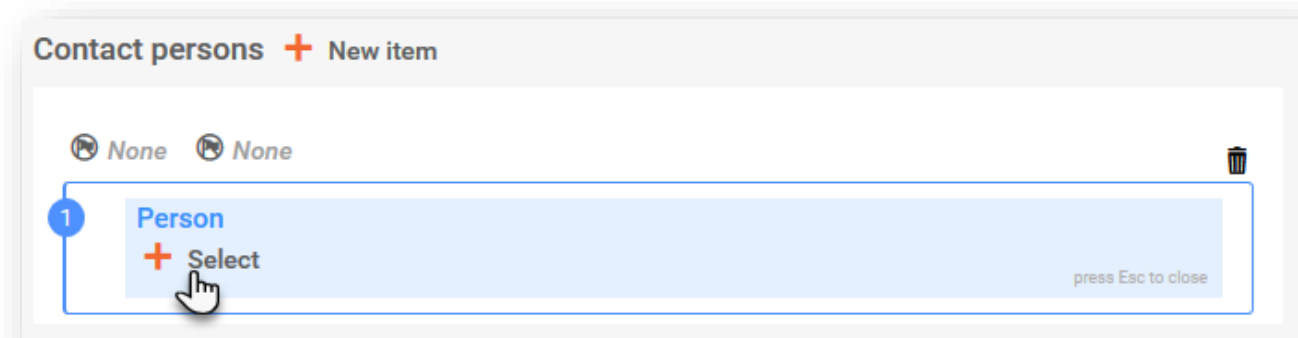 Contact persons New item
None None
1
Person
Select
press Esc to close